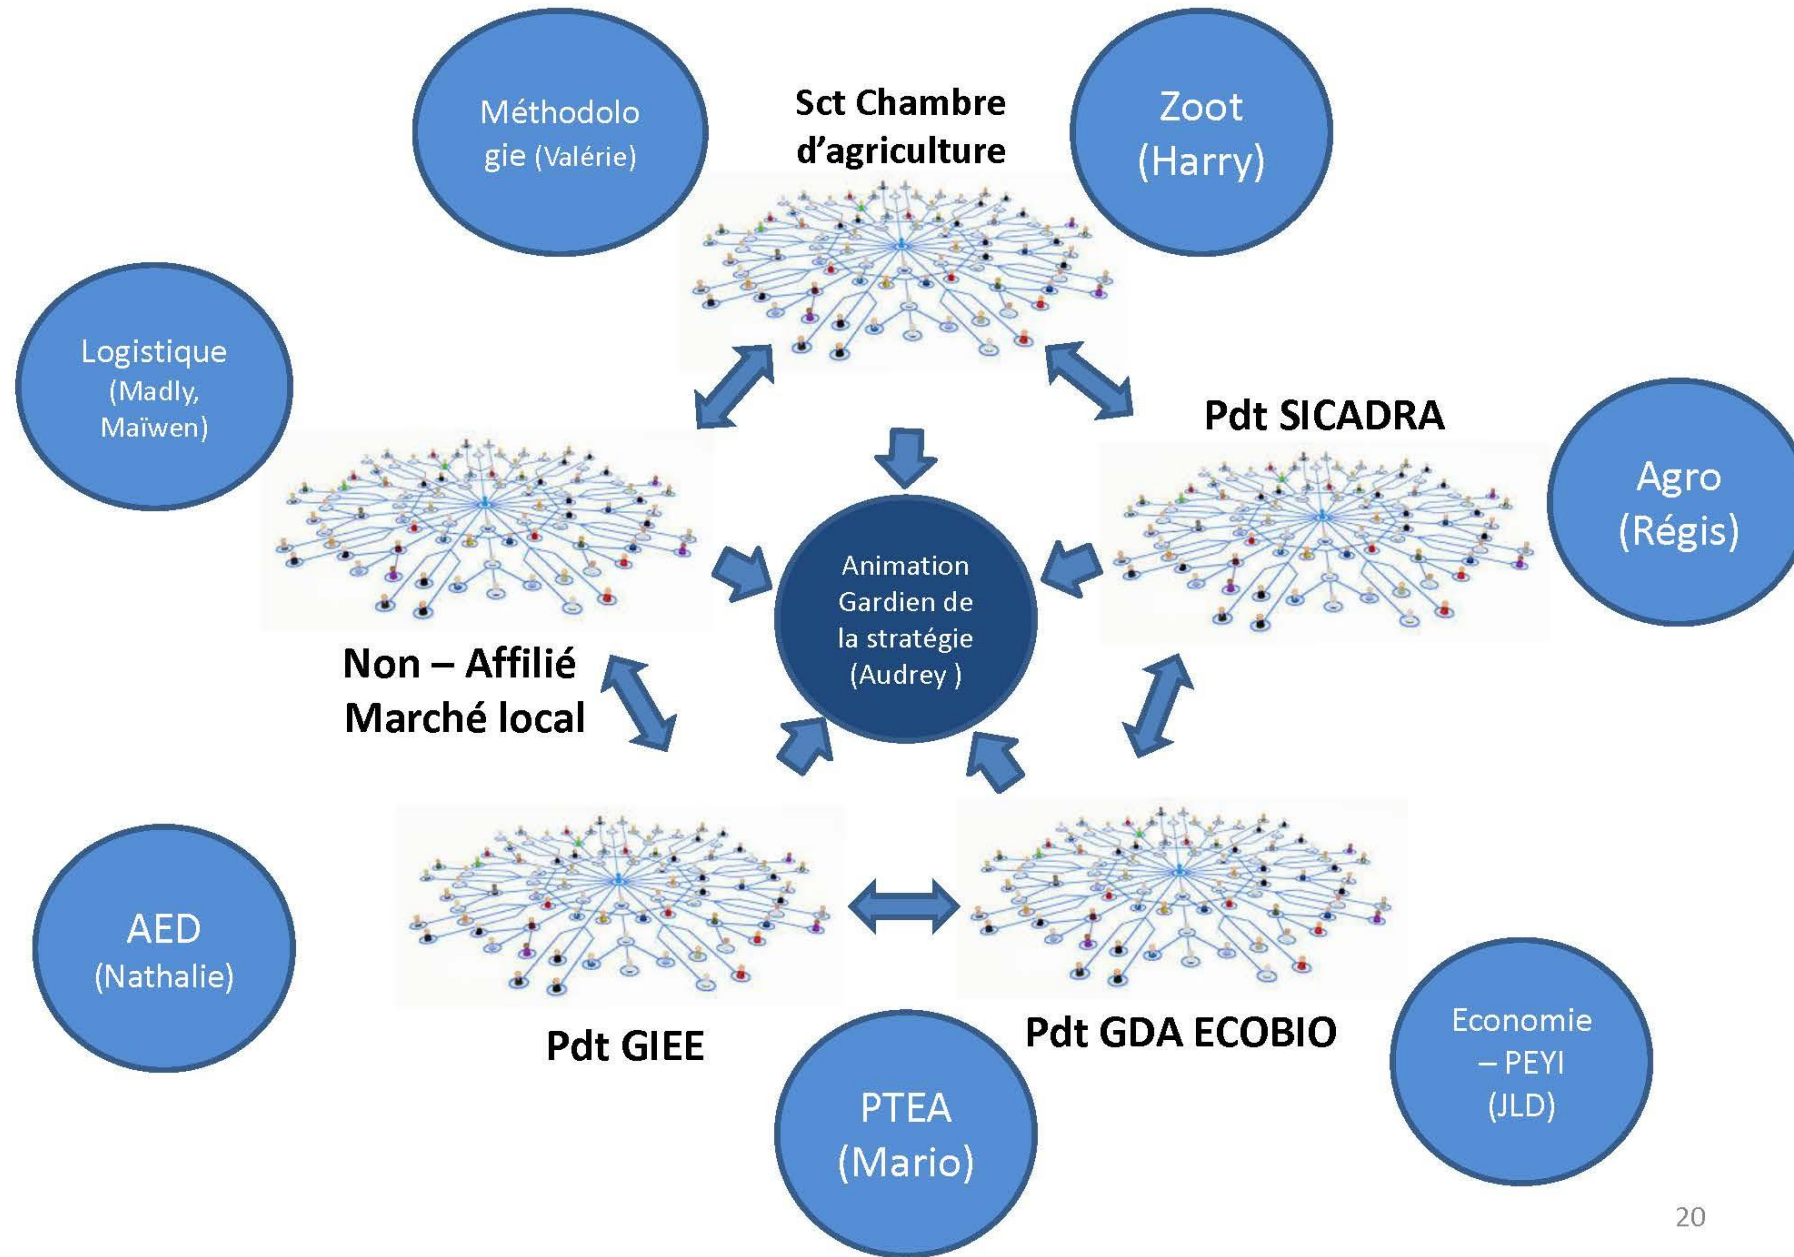 Méthodolo
gie (Valérie)
Sct Chambre
d’agriculture
Zoot
(Harry)
Logistique
(Madly,
Maïwen)
Pdt SICADRA
Agro
(Régis)
Animation
Gardien de
la stratégie
(Audrey )
Non – Affilié
Marché local
AED
(Nathalie)
Pdt GIEE
Pdt GDA ECOBIO
Economie
– PEYI
(JLD)
PTEA
(Mario)
20